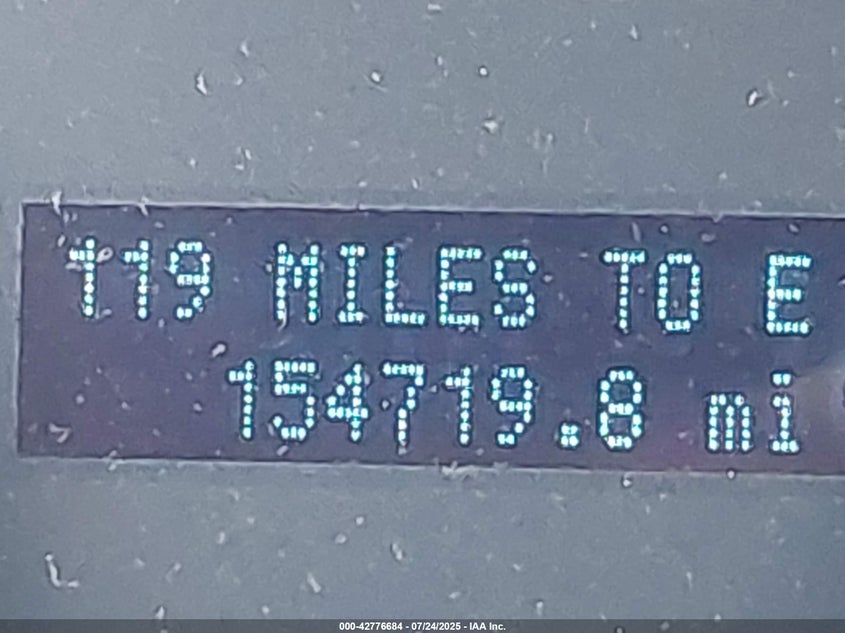 119 MILES TO E
154719.8 mi
000-42776684 - 07/24/2025 - IAA Inc.